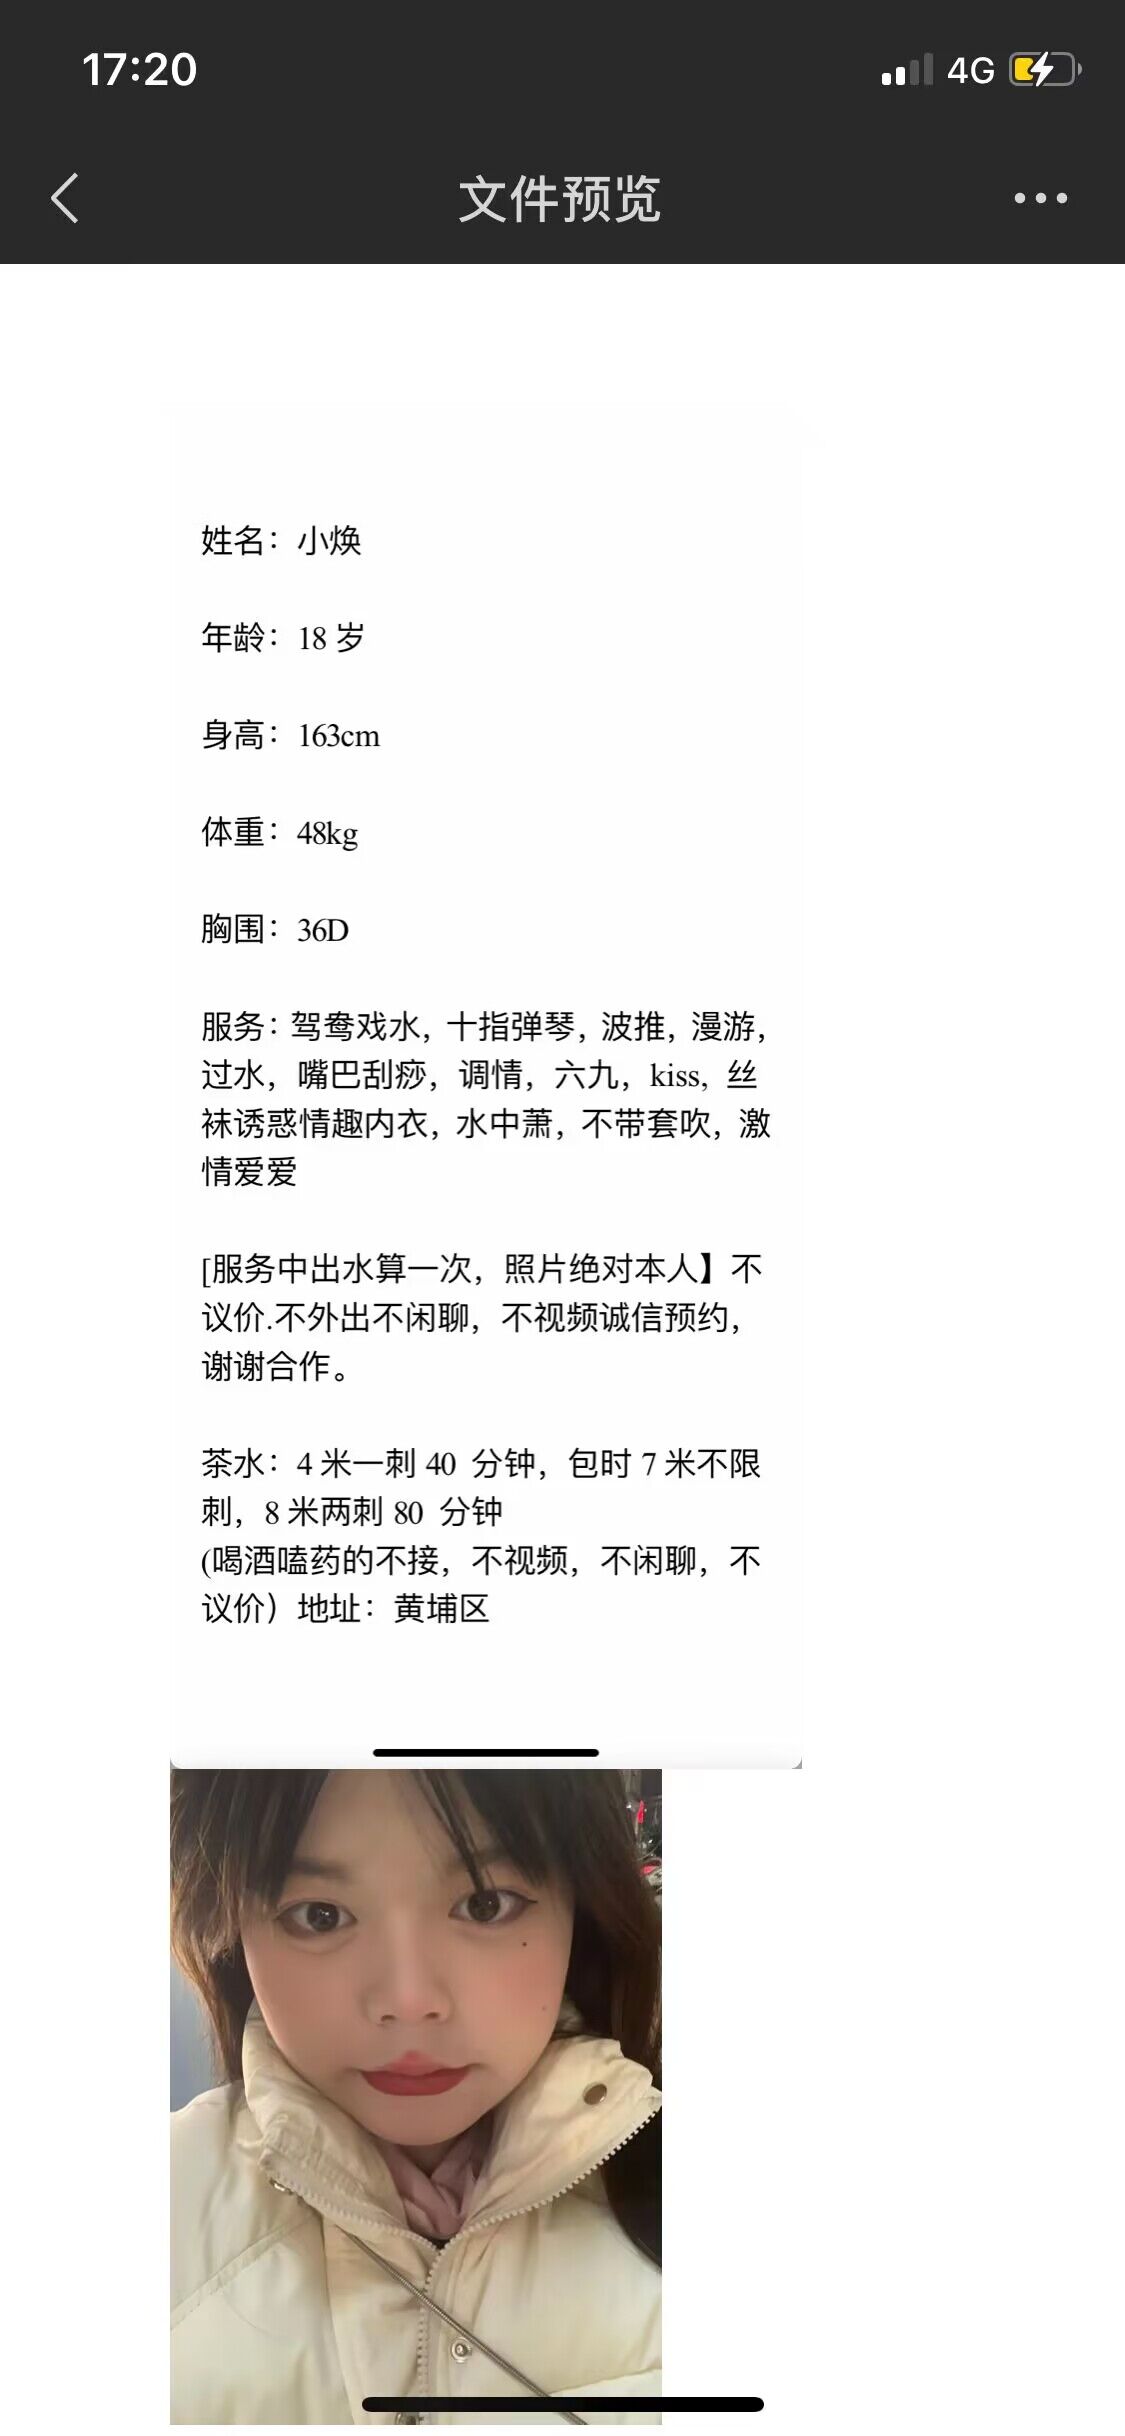 17:20
4G
文件预览
姓名：小焕
年龄：18 岁
身高：163cm
体重：48kg
胸围：36D
服务：鸳鸯戏水，十指弹琴，波推，漫游，
过水，嘴巴刮痧，调情，六九，kiss，丝
袜诱惑情趣内衣，水中萧，不带套吹，激
情爱爱
[服务中出水算一次，照片绝对本人】不
议价.不外出不闲聊，不视频诚信预约，
谢谢合作。
茶水：4 米一刺 40 分钟，包时 7 米不限
刺，8 米两刺 80 分钟
(喝酒嗑药的不接，不视频，不闲聊，不
议价）地址：黄埔区